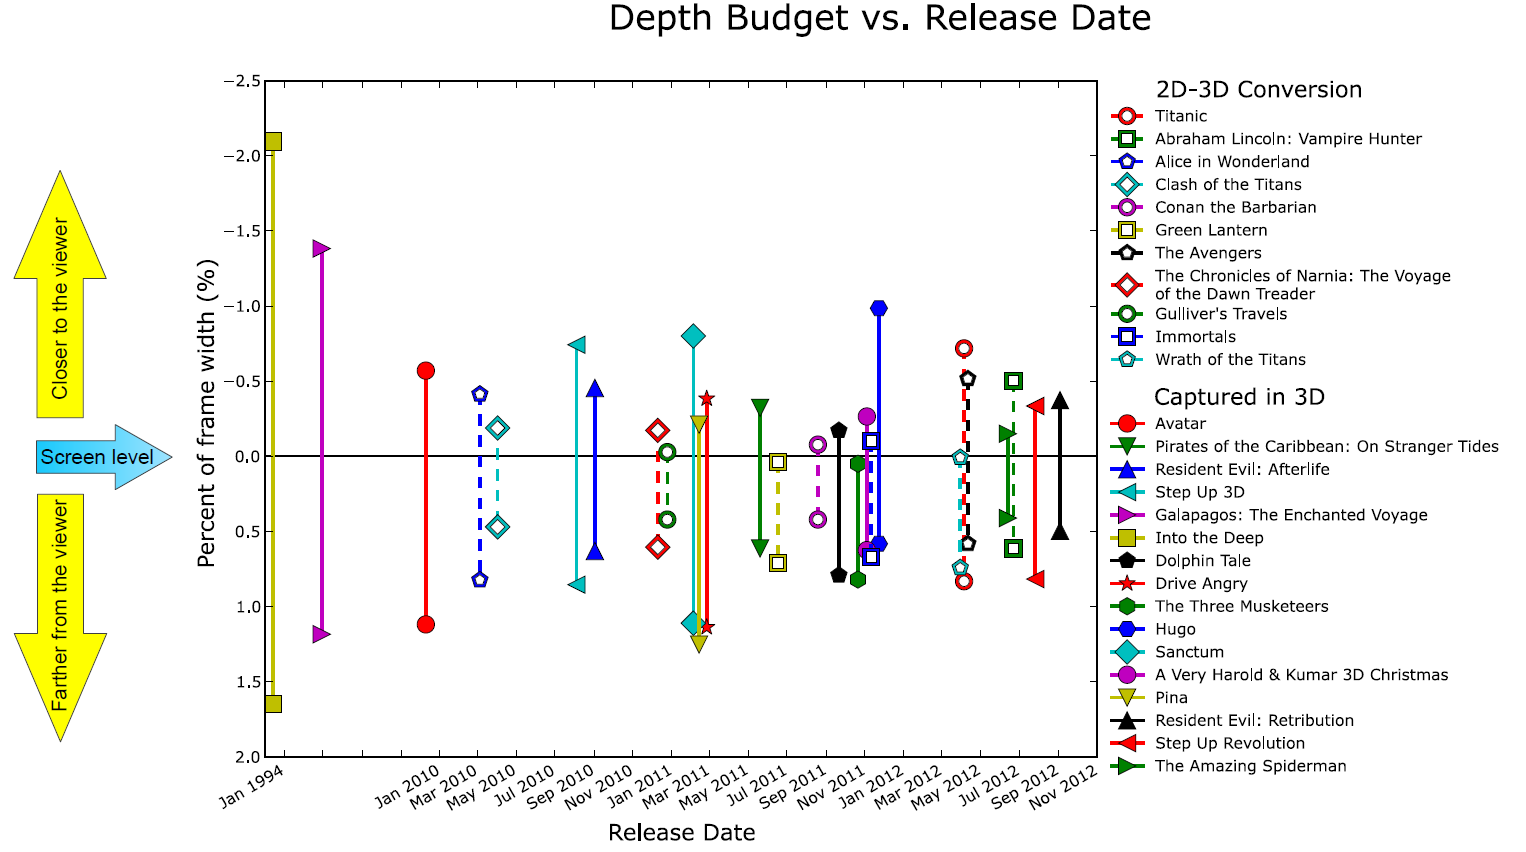 Depth Budget vs. Release Date
Closer to the viewer
Screen level
Farther from the viewer
Percent of frame width (%)
−2.5
−2.0
−1.5
−1.0
−0.5
0.0
0.5
1.0
1.5
2.0
Jan 1994
Jan 2010
Mar 2010
May 2010
Jul 2010
Sep 2010
Nov 2010
Jan 2011
Mar 2011
May 2011
Jul 2011
Sep 2011
Nov 2011
Jan 2012
Mar 2012
May 2012
Jul 2012
Sep 2012
Nov 2012
Release Date
2D-3D Conversion
Titanic
Abraham Lincoln: Vampire Hunter
Alice in Wonderland
Clash of the Titans
Conan the Barbarian
Green Lantern
The Avengers
The Chronicles of Narnia: The Voyage
of the Dawn Treader
Gulliver's Travels
Immortals
Wrath of the Titans
Captured in 3D
Avatar
Pirates of the Caribbean: On Stranger Tides
Resident Evil: Afterlife
Step Up 3D
Galapagos: The Enchanted Voyage
Into the Deep
Dolphin Tale
Drive Angry
The Three Musketeers
Hugo
Sanctum
A Very Harold & Kumar 3D Christmas
Pina
Resident Evil: Retribution
Step Up Revolution
The Amazing Spiderman